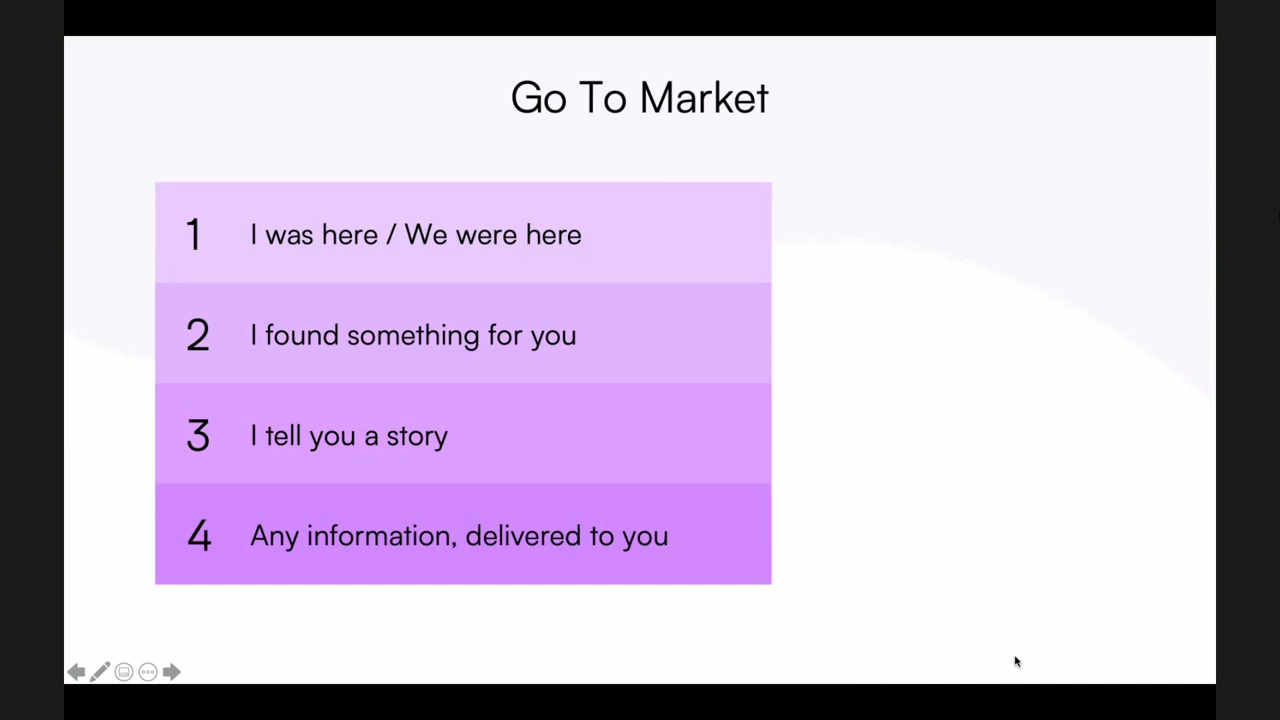 Go To Market
1 I was here / We were here
2 I found something for you
3 I tell you a story
4 Any information, delivered to you